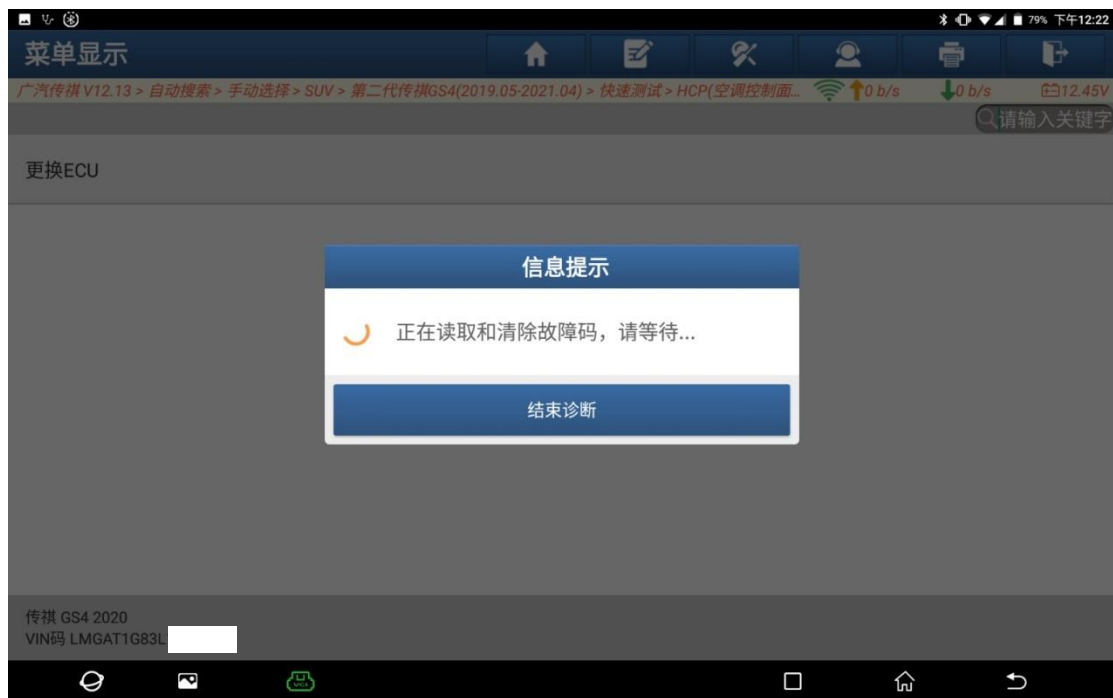 79% 下午12:22
菜单显示
广汽传祺 V12.13 > 自动搜索 > 手动选择 > SUV > 第二代传祺GS4(2019.05-2021.04) > 快速测试 > HCP(空调控制面... 0 b/s 0 b/s 12.45V
请输入关键字
更换ECU
信息提示
正在读取和清除故障码，请等待...
结束诊断
传祺 GS4 2020
VIN码 LMGAT1G83L
VCI